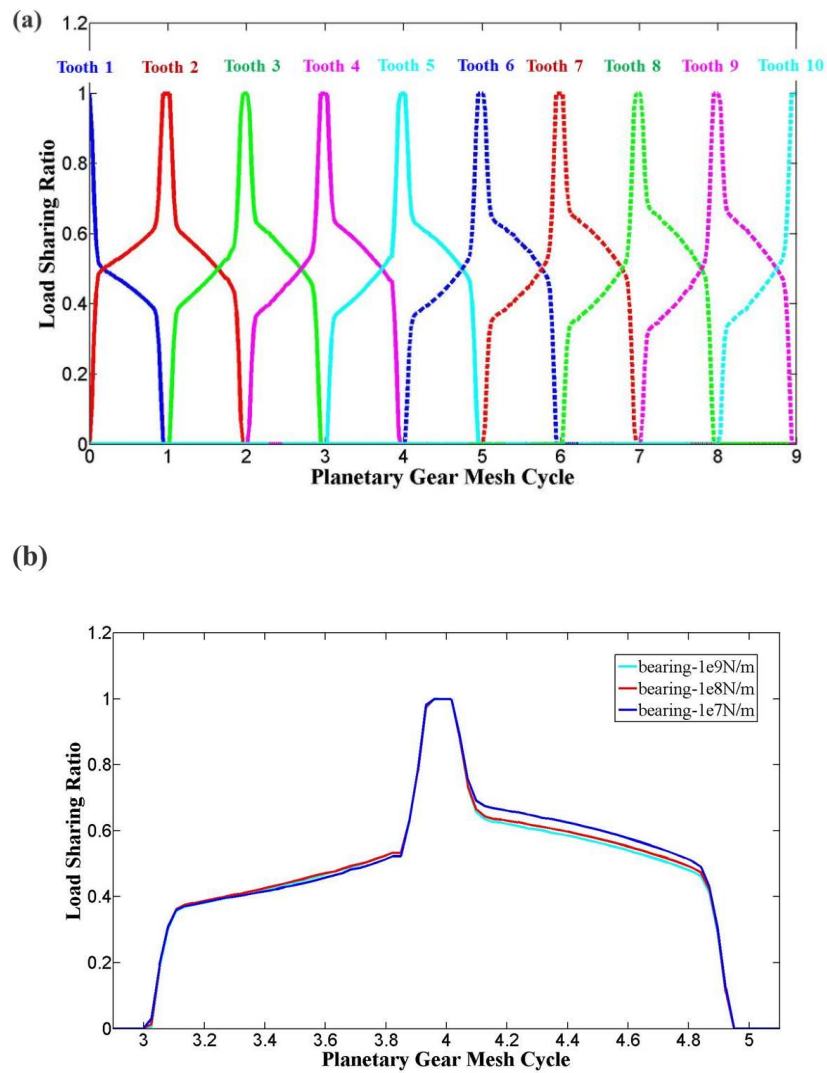 (a)
1.2
Tooth 1 Tooth 2 Tooth 3 Tooth 4 Tooth 5 Tooth 6 Tooth 7 Tooth 8 Tooth 9 Tooth 10
1
0.8
0.6
0.4
0.2
0
Load Sharing Ratio
0 1 2 3 4 5 6 7 8 9
Planetary Gear Mesh Cycle
(b)
1.2
1
0.8
0.6
0.4
0.2
0
Load Sharing Ratio
bearing-1e9N/m
bearing-1e8N/m
bearing-1e7N/m
3 3.2 3.4 3.6 3.8 4 4.2 4.4 4.6 4.8 5
Planetary Gear Mesh Cycle